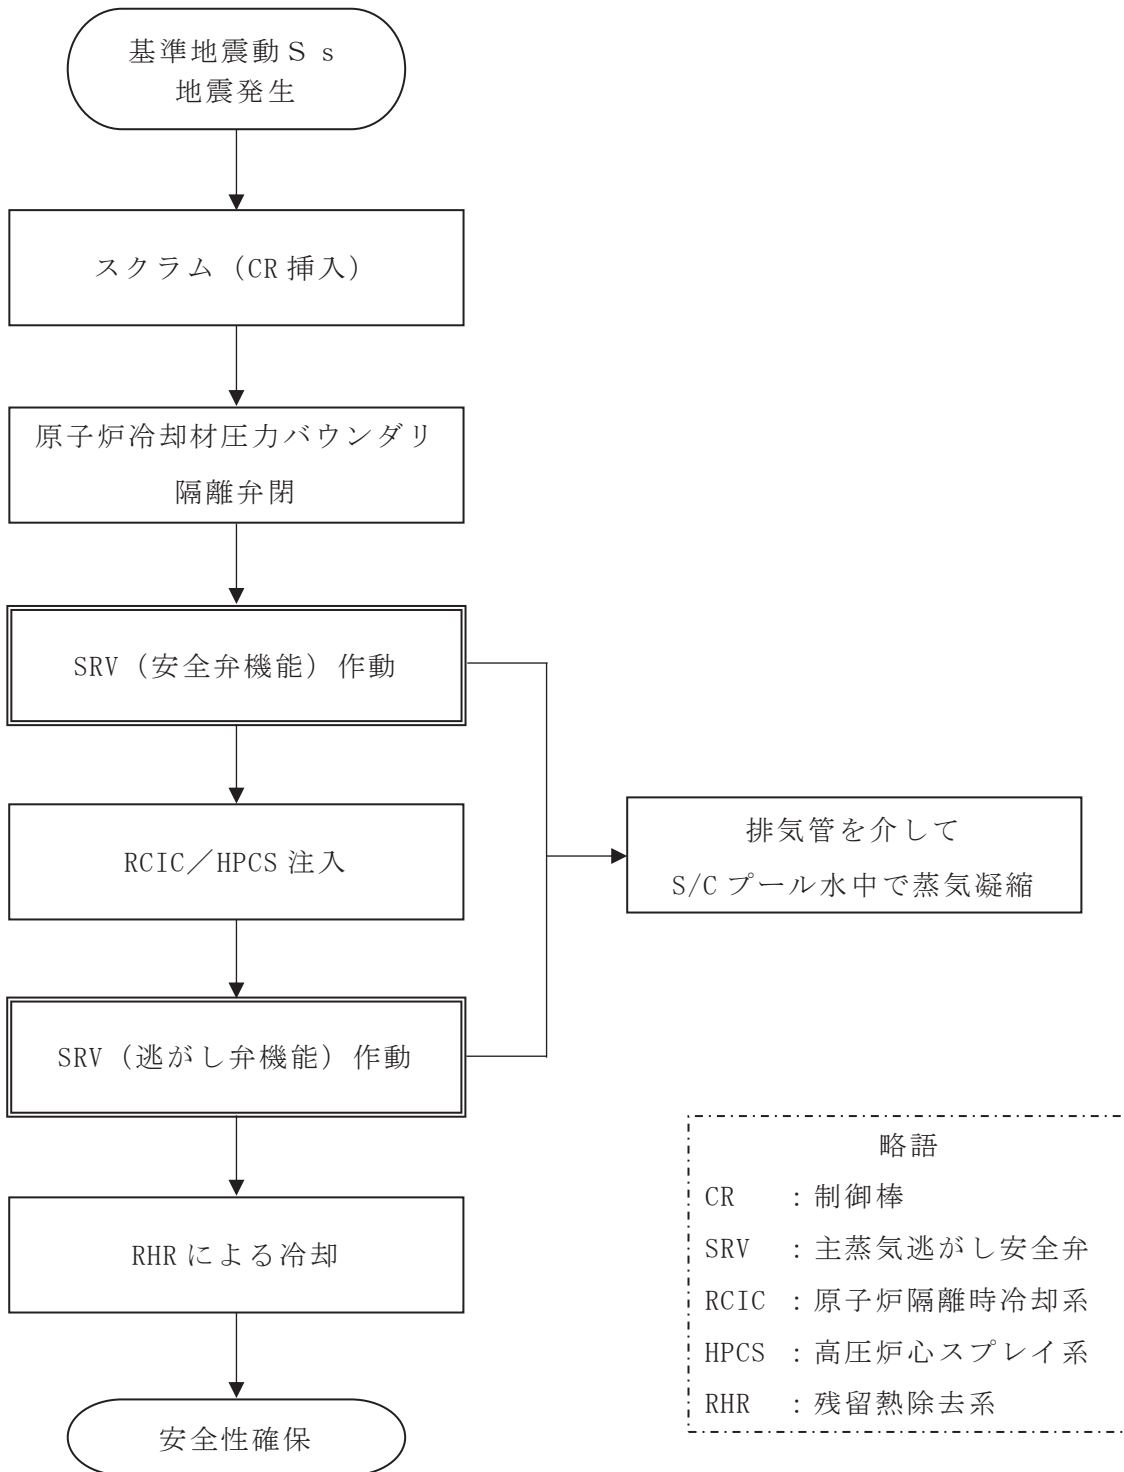 基準地震動Ｓｓ
地震発生
スクラム（CR 挿入）
原子炉冷却材圧力バウンダリ
隔離弁閉
SRV（安全弁機能）作動
RCIC／HPCS 注入
排気管を介して
S/C プール水中で蒸気凝縮
SRV（逃がし弁機能）作動
RHR による冷却
安全性確保
略語
CR ：制御棒
SRV ：主蒸気逃がし安全弁
RCIC ：原子炉隔離時冷却系
HPCS ：高圧炉心スプレイ系
RHR ：残留熱除去系